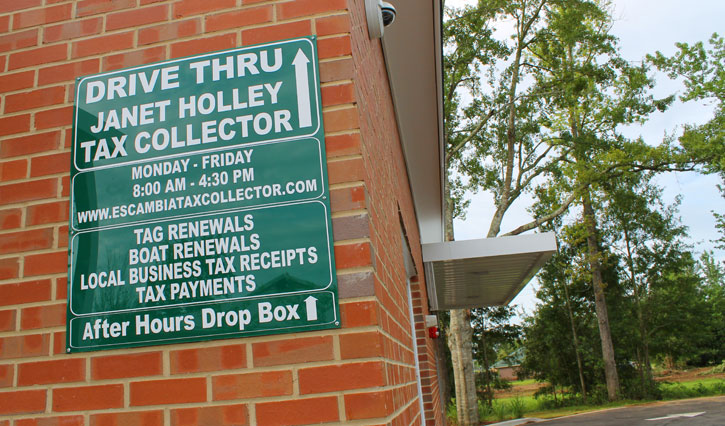 DRIVE THRU
JANET HOLLEY
TAX COLLECTOR
MONDAY - FRIDAY
8:00 AM - 4:30 PM
WWW.ESCAMBIATAXCOLLECTOR.COM
TAG RENEWALS
BOAT RENEWALS
LOCAL BUSINESS TAX RECEIPTS
TAX PAYMENTS
After Hours Drop Box